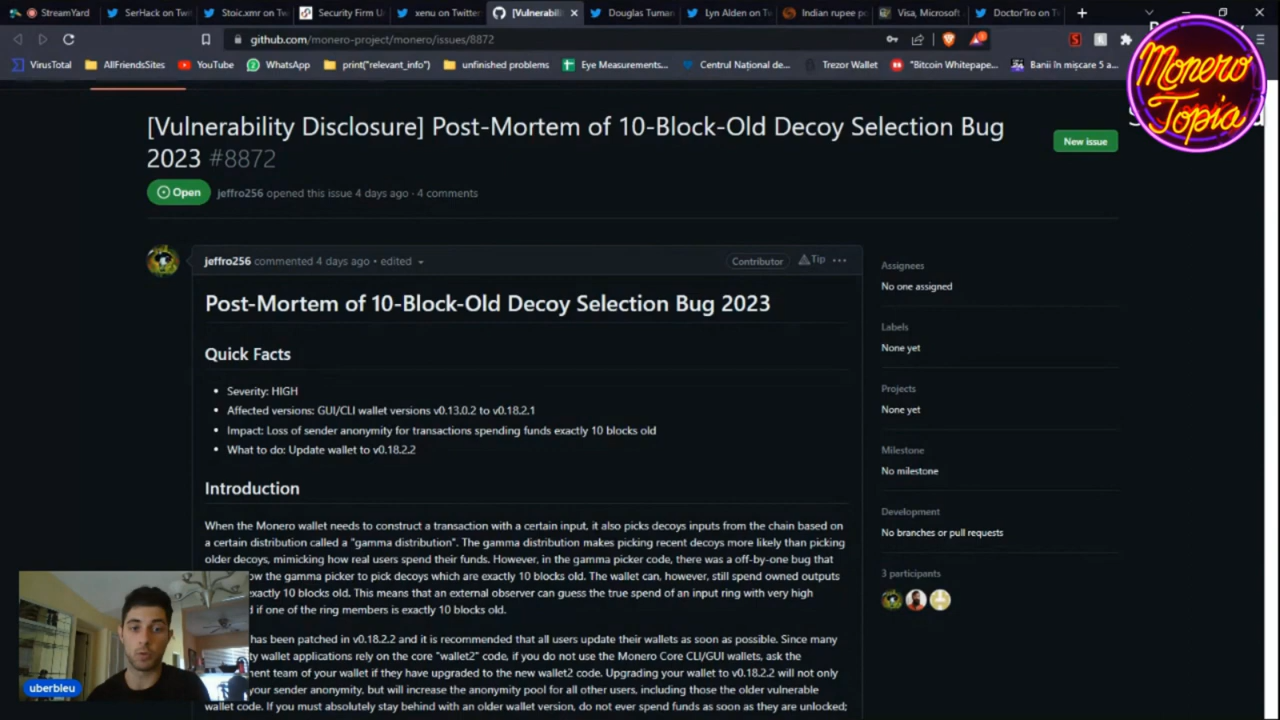 StreamYard
SerHack on Twi
Stoic.xmr on Twi
Security Firm U
xenu on Twitter
[Vulnerabil
Douglas Tuman
Lyn Alden on Tw
Indian rupee po
Visa, Microsoft
DoctorTro on T
github.com/monero-project/monero/issues/8872
VirusTotal
AllFriendsSites
YouTube
WhatsApp
print("relevant_info")
unfinished problems
Eye Measurements...
Centrul Național de...
Trezor Wallet
"Bitcoin Whitepape...
Banii în mișcare 5 a...
Monero
Topia
[Vulnerability Disclosure] Post-Mortem of 10-Block-Old Decoy Selection Bug
2023 #8872
New issue
Open
jeffro256 opened this issue 4 days ago · 4 comments
jeffro256 commented 4 days ago • edited
Contributor
Tip
Post-Mortem of 10-Block-Old Decoy Selection Bug 2023
Quick Facts
• Severity: HIGH
• Affected versions: GUI/CLI wallet versions v0.13.0.2 to v0.18.2.1
• Impact: Loss of sender anonymity for transactions spending funds exactly 10 blocks old
• What to do: Update wallet to v0.18.2.2
Introduction
When the Monero wallet needs to construct a transaction with a certain input, it also picks decoys inputs from the chain based on
a certain distribution called a "gamma distribution". The gamma distribution makes picking recent decoys more likely than picking
older decoys, mimicking how real users spend their funds. However, in the gamma picker code, there was a off-by-one bug that
ow the gamma picker to pick decoys which are exactly 10 blocks old. The wallet can, however, still spend owned outputs
exactly 10 blocks old. This means that an external observer can guess the true spend of an input ring with very high
if one of the ring members is exactly 10 blocks old.
has been patched in v0.18.2.2 and it is recommended that all users update their wallets as soon as possible. Since many
ty wallet applications rely on the core "wallet2" code, if you do not use the Monero Core CLI/GUI wallets, ask the
ment team of your wallet if they have upgraded to the new wallet2 code. Upgrading your wallet to v0.18.2.2 will not only
your sender anonymity, but will increase the anonymity pool for all other users, including those the older vulnerable
wallet code. If you must absolutely stay behind with an older wallet version, do not ever spend funds as soon as they are unlocked;
Assignees
No one assigned
Labels
None yet
Projects
None yet
Milestone
No milestone
Development
No branches or pull requests
3 participants
uberbleu